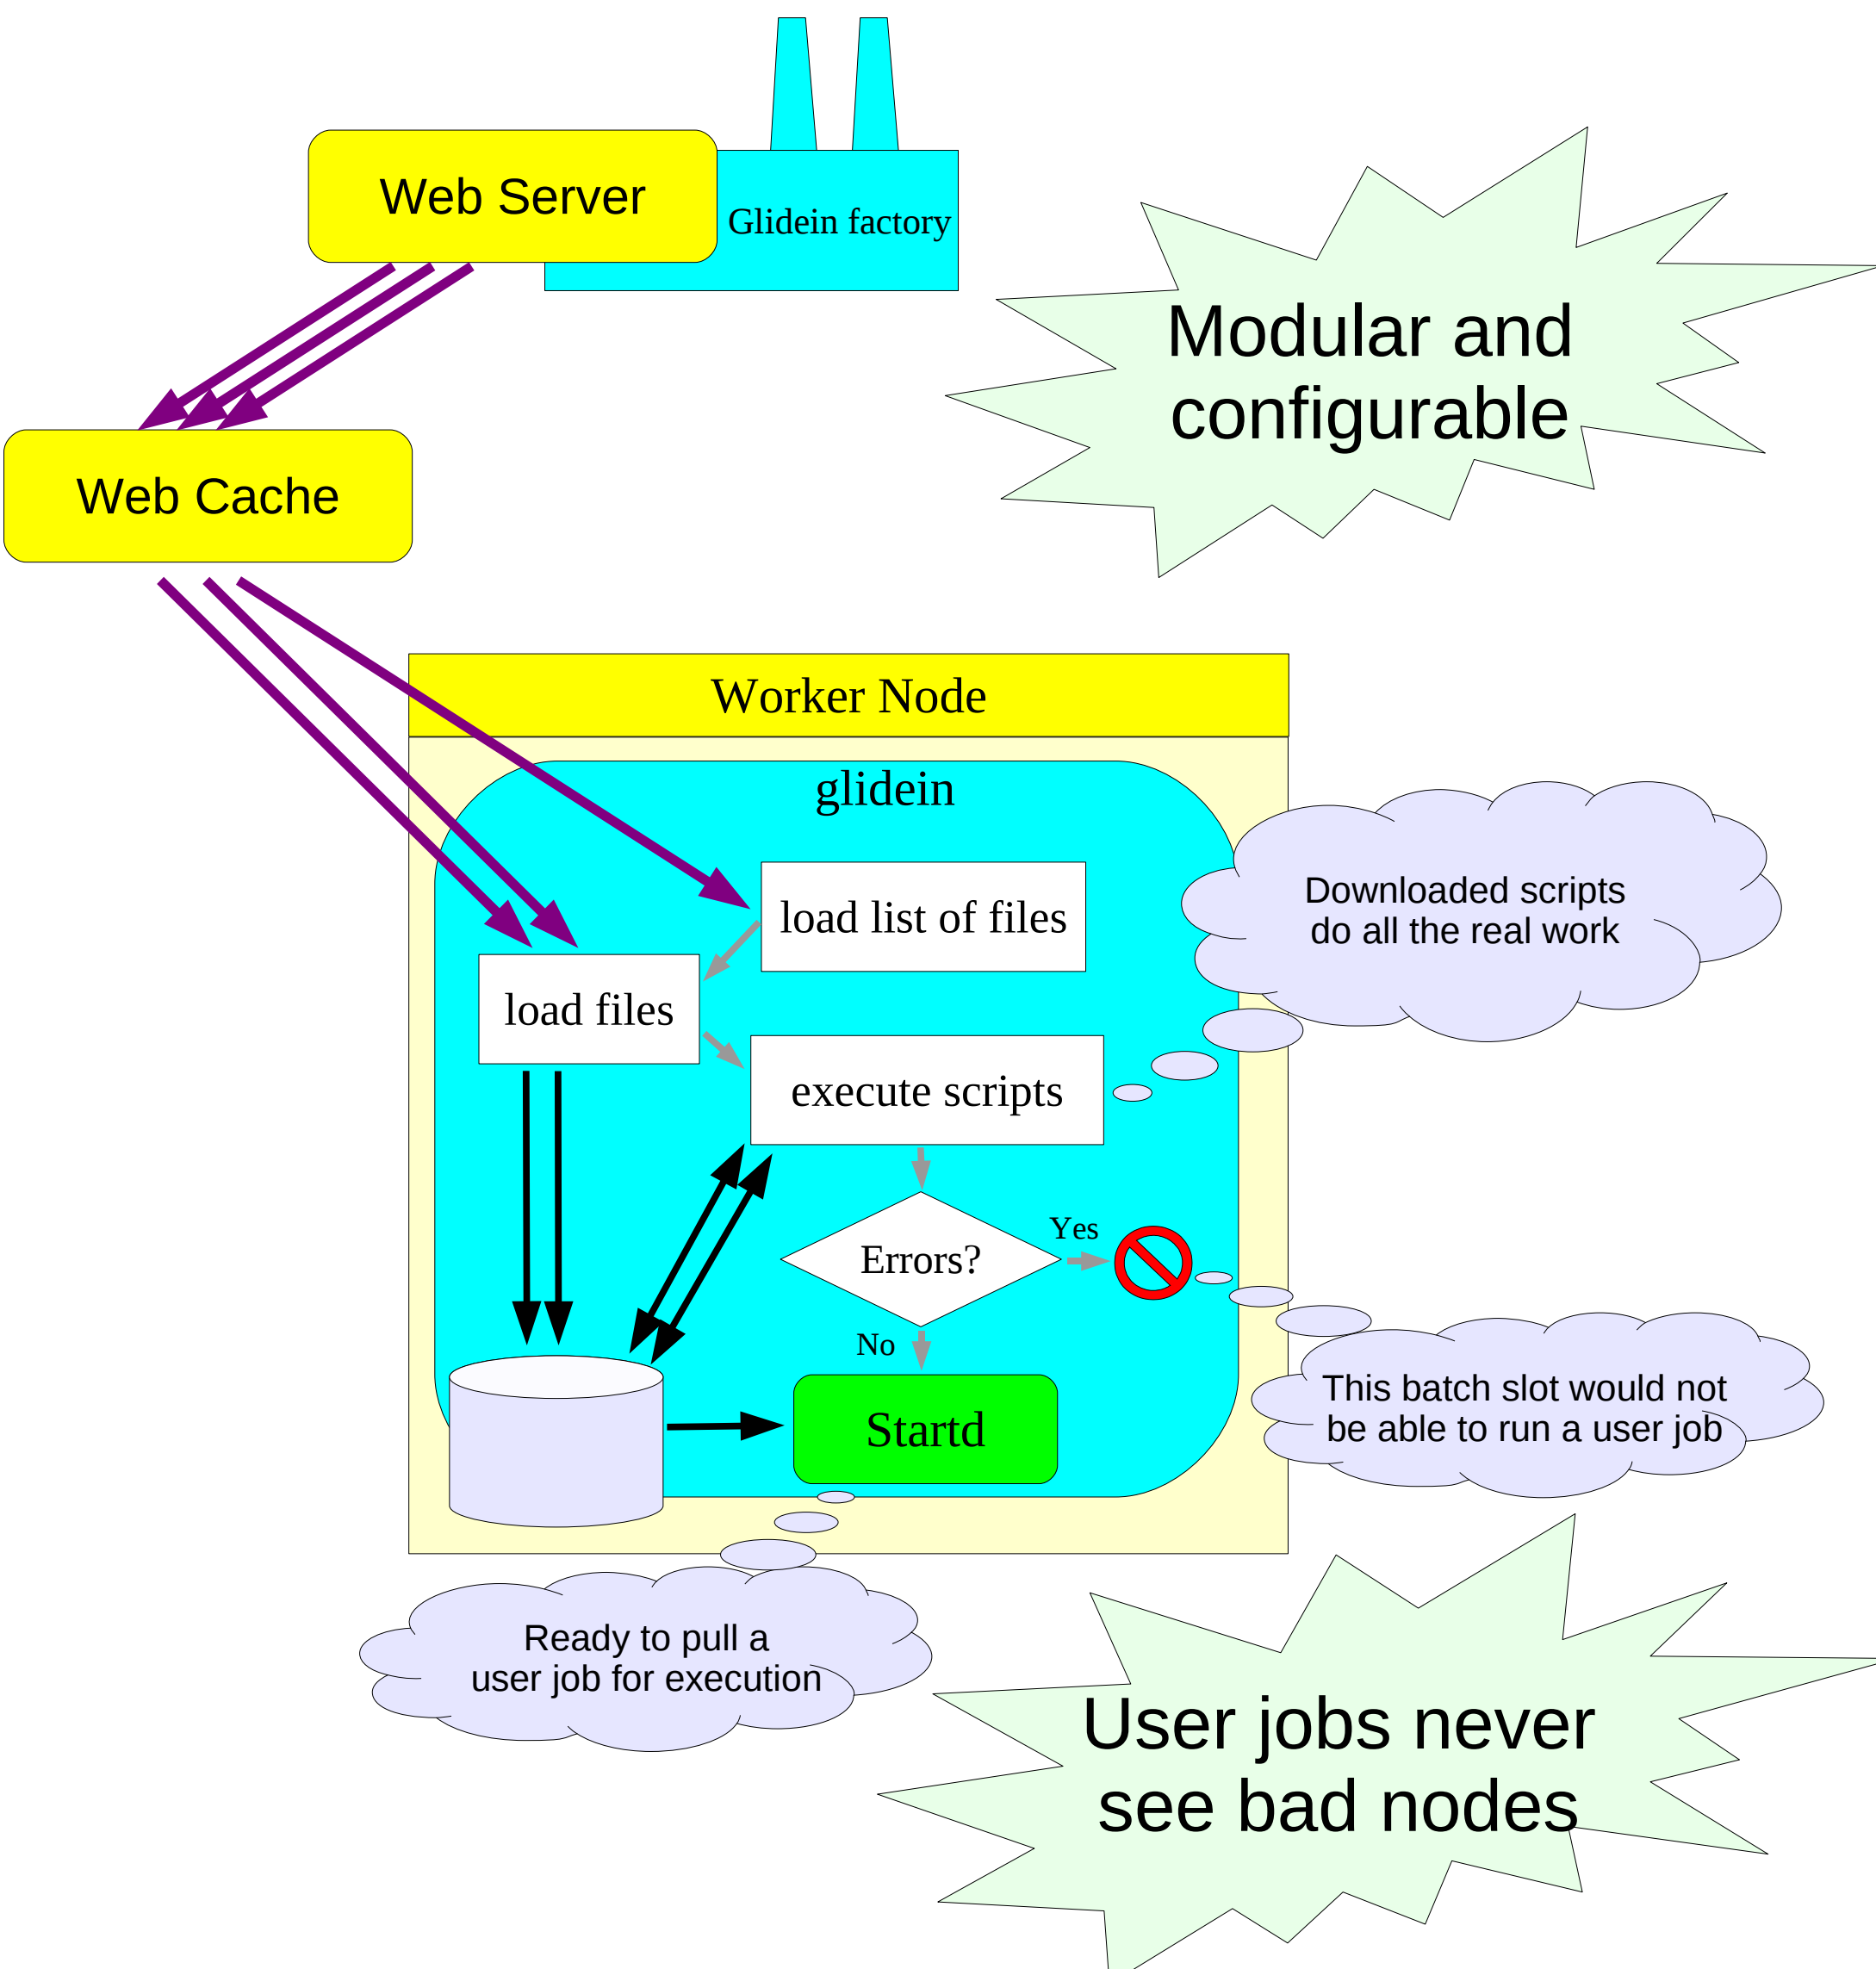 Web Server
Glidein factory
Modular and
configurable
Web Cache
Worker Node
glidein
load list of files
Downloaded scripts
do all the real work
load files
execute scripts
Yes
Errors?
No
This batch slot would not
be able to run a user job
Startd
Ready to pull a
user job for execution
User jobs never
see bad nodes